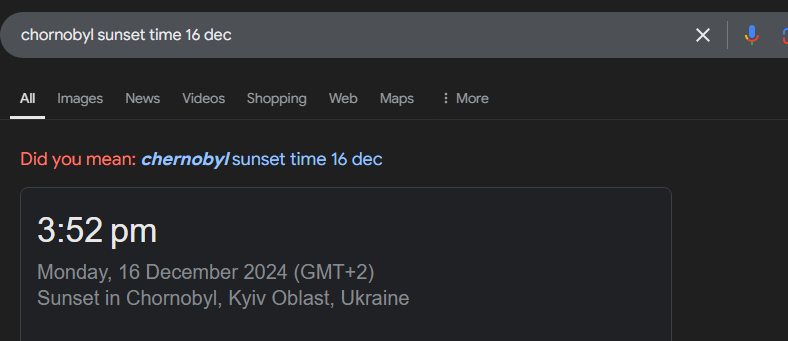 chornobyl sunset time 16 dec
All Images News Videos Shopping Web Maps More
Did you mean: chernobyl sunset time 16 dec
3:52 pm
Monday, 16 December 2024 (GMT+2)
Sunset in Chornobyl, Kyiv Oblast, Ukraine